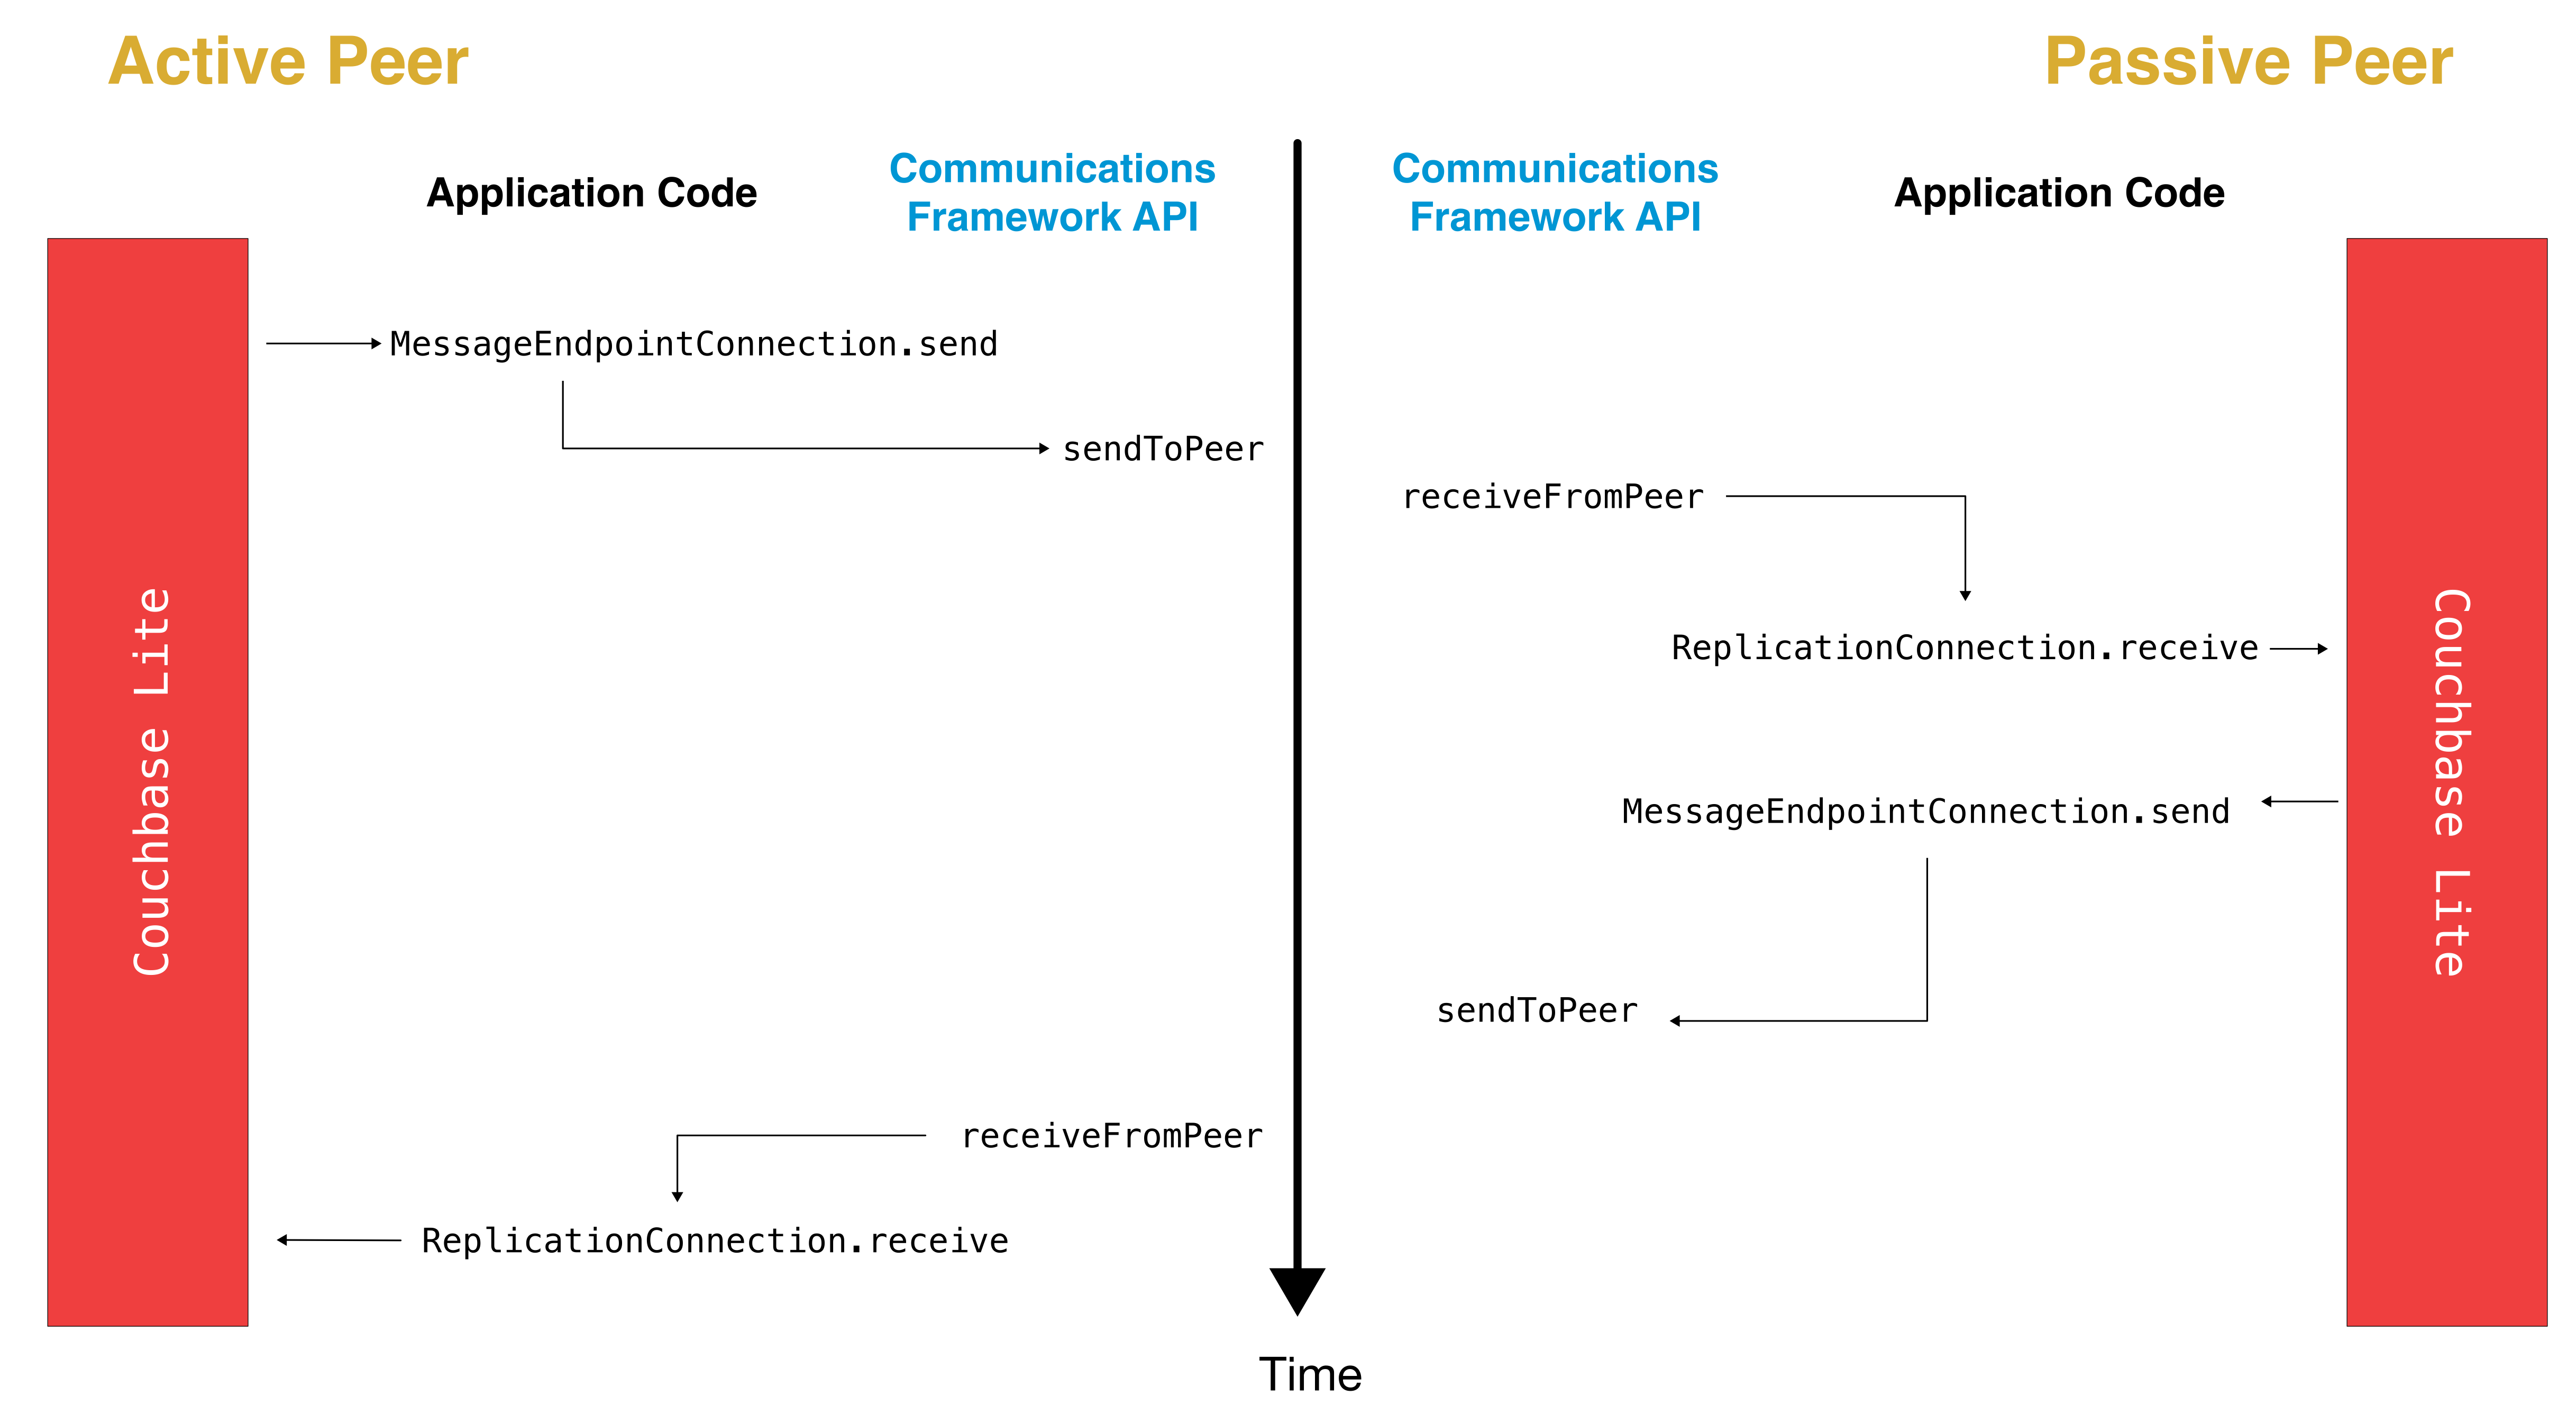 Active Peer
Passive Peer
Application Code
Communications
Framework API
Communications
Framework API
Application Code
MessageEndpointConnection.send
sendToPeer
receiveFromPeer
ReplicationConnection.receive
MessageEndpointConnection.send
sendToPeer
receiveFromPeer
ReplicationConnection.receive
Couchbase Lite
Couchbase Lite
Time